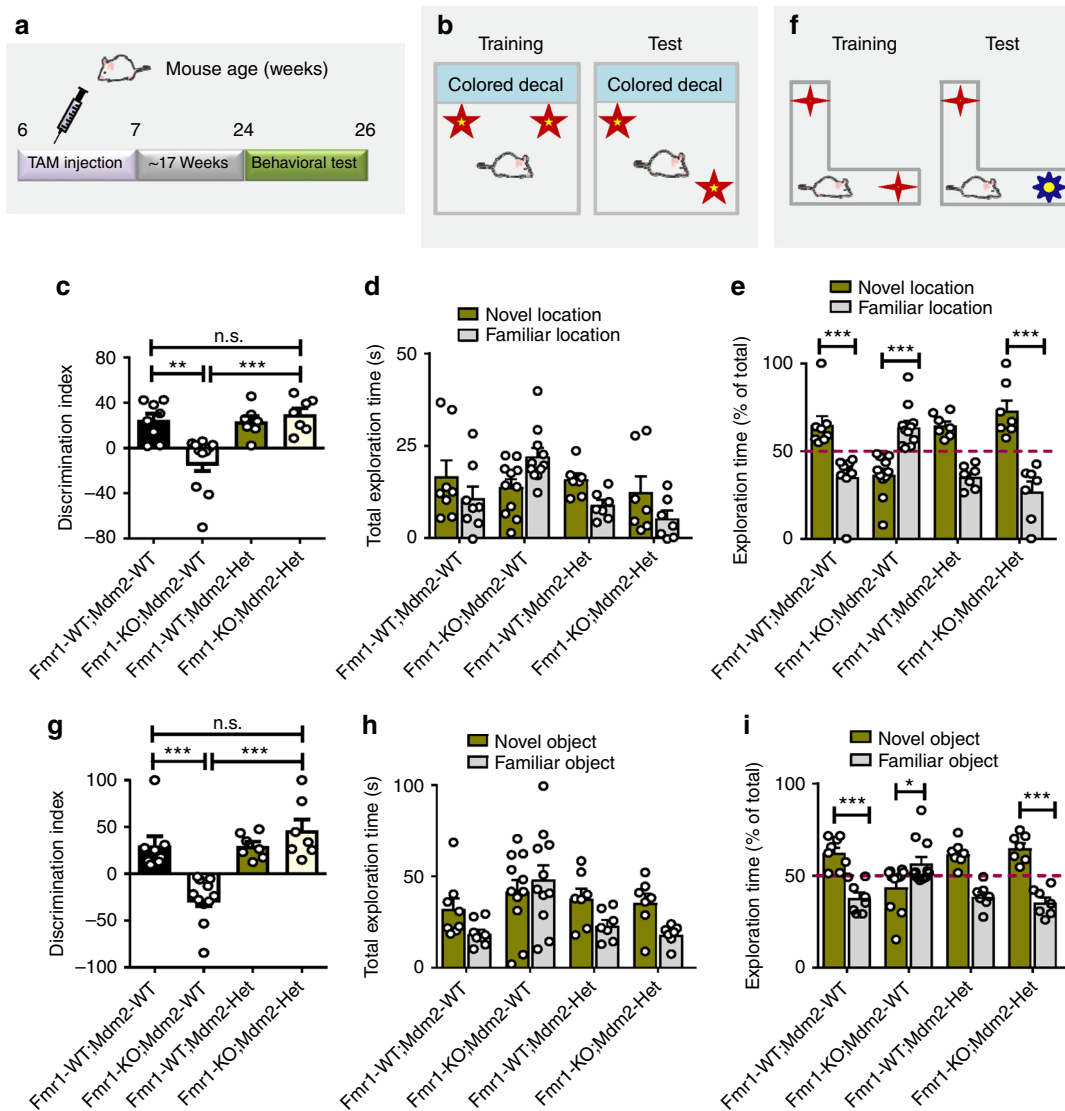 a
Mouse age (weeks)
6 7 24 26
TAM injection ~17 Weeks Behavioral test
b
Training Test
Colored decal Colored decal
f
Training Test
c
n.s.
** ***
Discrimination index
80
40
0
−40
−80
Fmr1-WT;Mdm2-WT
Fmr1-KO;Mdm2-WT
Fmr1-WT;Mdm2-Het
Fmr1-KO;Mdm2-Het
d
Novel location
Familiar location
Total exploration time (s)
50
25
0
Fmr1-WT;Mdm2-WT
Fmr1-KO;Mdm2-WT
Fmr1-WT;Mdm2-Het
Fmr1-KO;Mdm2-Het
e
Novel location
Familiar location
*** *** ***
Exploration time (% of total)
100
50
0
Fmr1-WT;Mdm2-WT
Fmr1-KO;Mdm2-WT
Fmr1-WT;Mdm2-Het
Fmr1-KO;Mdm2-Het
g
n.s.
*** ***
Discrimination index
100
50
0
−50
−100
Fmr1-WT;Mdm2-WT
Fmr1-KO;Mdm2-WT
Fmr1-WT;Mdm2-Het
Fmr1-KO;Mdm2-Het
h
Novel object
Familiar object
Total exploration time (s)
100
50
0
Fmr1-WT;Mdm2-WT
Fmr1-KO;Mdm2-WT
Fmr1-WT;Mdm2-Het
Fmr1-KO;Mdm2-Het
i
Novel object
Familiar object
*** * ***
Exploration time (% of total)
100
50
0
Fmr1-WT;Mdm2-WT
Fmr1-KO;Mdm2-WT
Fmr1-WT;Mdm2-Het
Fmr1-KO;Mdm2-Het